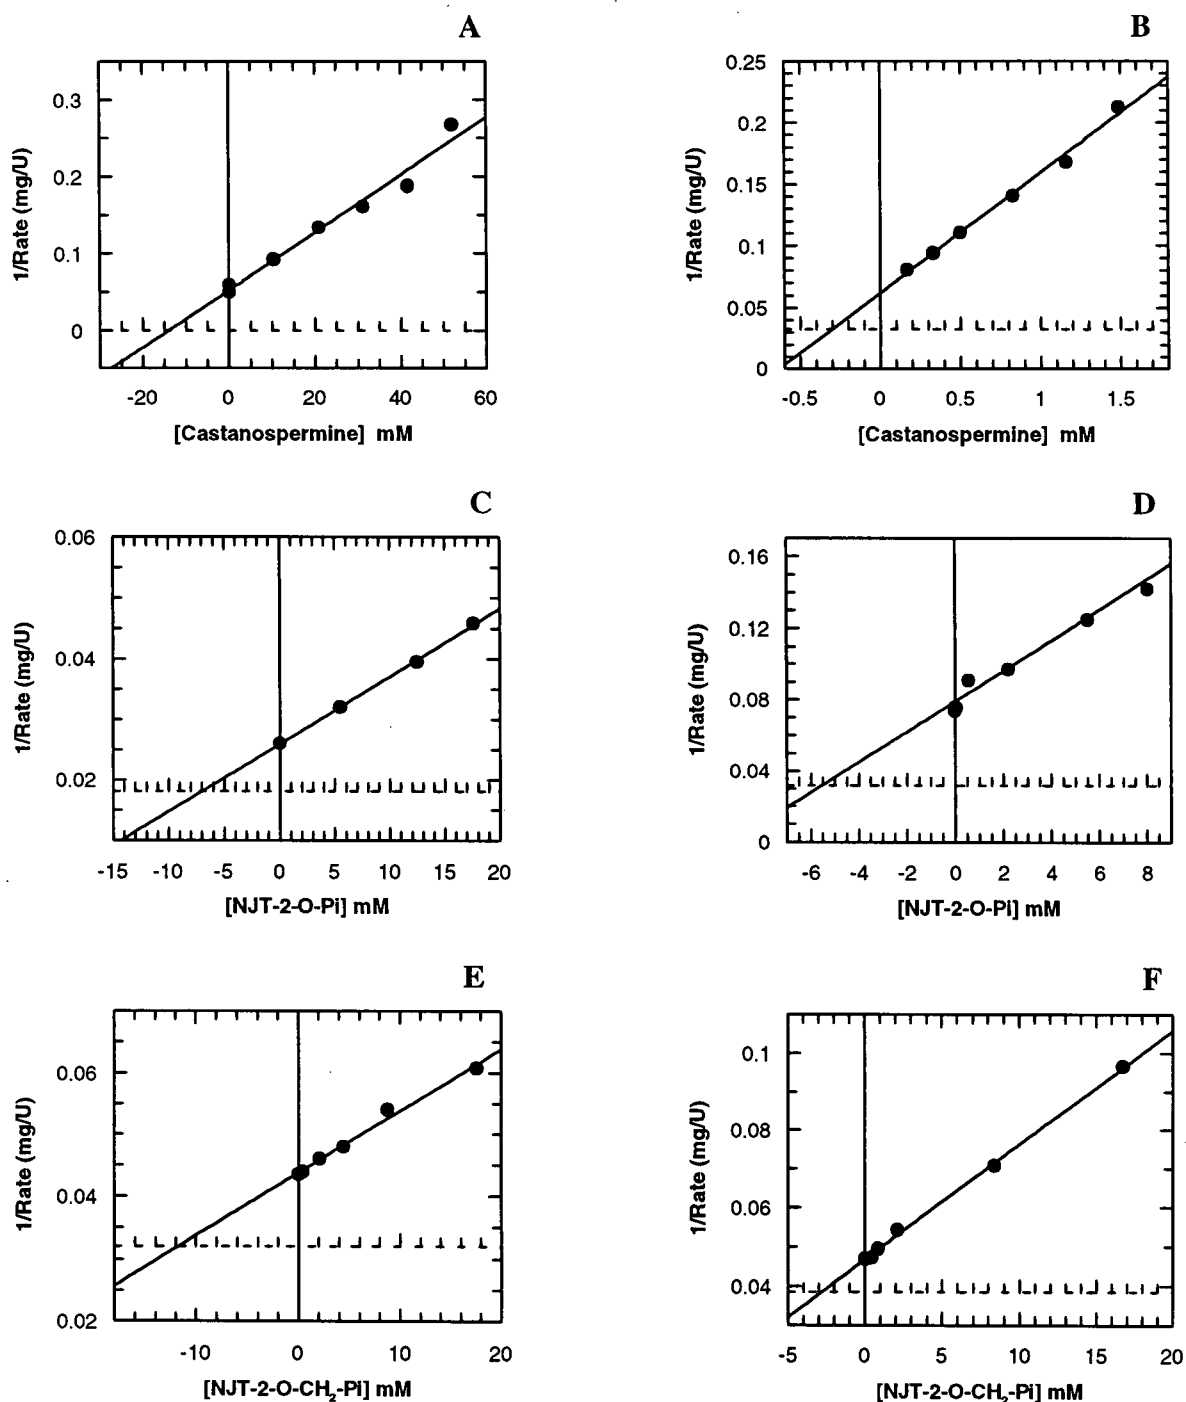 A
0.3
0.2
0.1
0
1/Rate (mg/U)
-20 0 20 40 60
[Castanospermine] mM
B
0.25
0.2
0.15
0.1
0.05
0
1/Rate (mg/U)
-0.5 0 0.5 1 1.5
[Castanospermine] mM
C
0.06
0.04
0.02
1/Rate (mg/U)
-15 -10 -5 0 5 10 15 20
[NJT-2-O-Pi] mM
D
0.16
0.12
0.08
0.04
0
1/Rate (mg/U)
-6 -4 -2 0 2 4 6 8
[NJT-2-O-Pi] mM
E
0.06
0.04
0.02
1/Rate (mg/U)
-10 0 10 20
[NJT-2-O-CH₂-Pi] mM
F
0.1
0.08
0.06
0.04
1/Rate (mg/U)
-5 0 5 10 15 20
[NJT-2-O-CH₂-Pi] mM